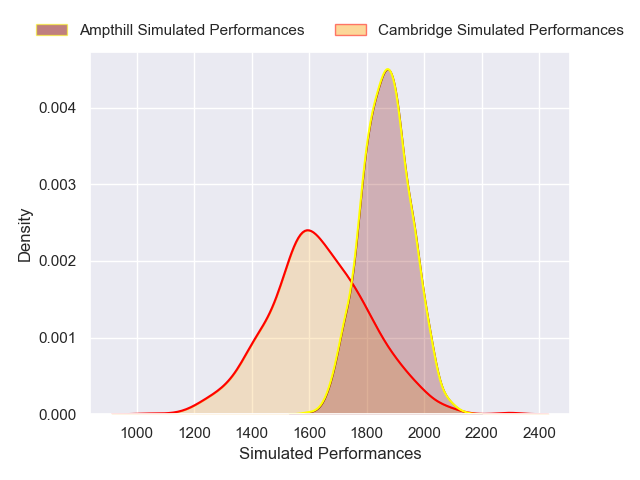 Ampthill Simulated Performances Cambridge Simulated Performances
0.004
0.003
0.002
0.001
0.000
Density
1000 1200 1400 1600 1800 2000 2200 2400
Simulated Performances